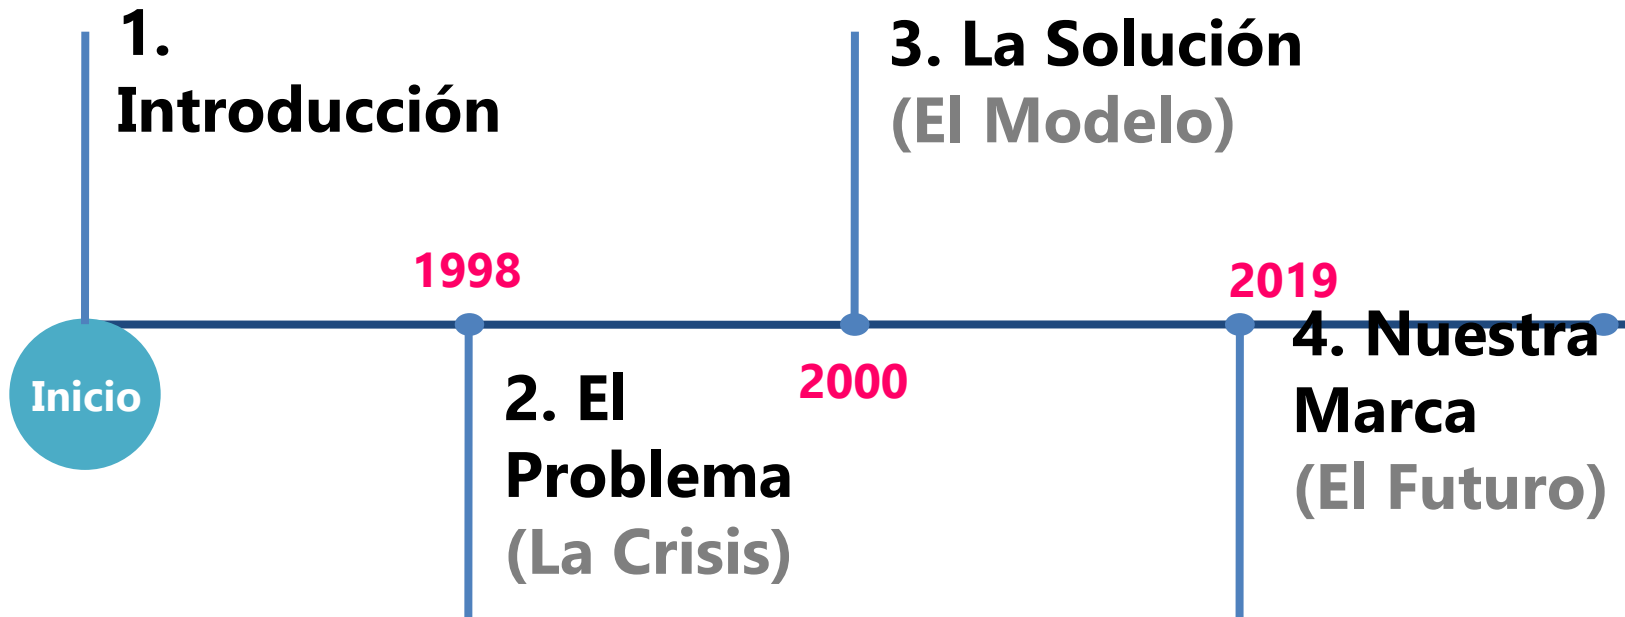 1.
Introducción
3. La Solución
(El Modelo)
1998
2019
Inicio
2. El
Problema
(La Crisis)
2000
4. Nuestra
Marca
(El Futuro)